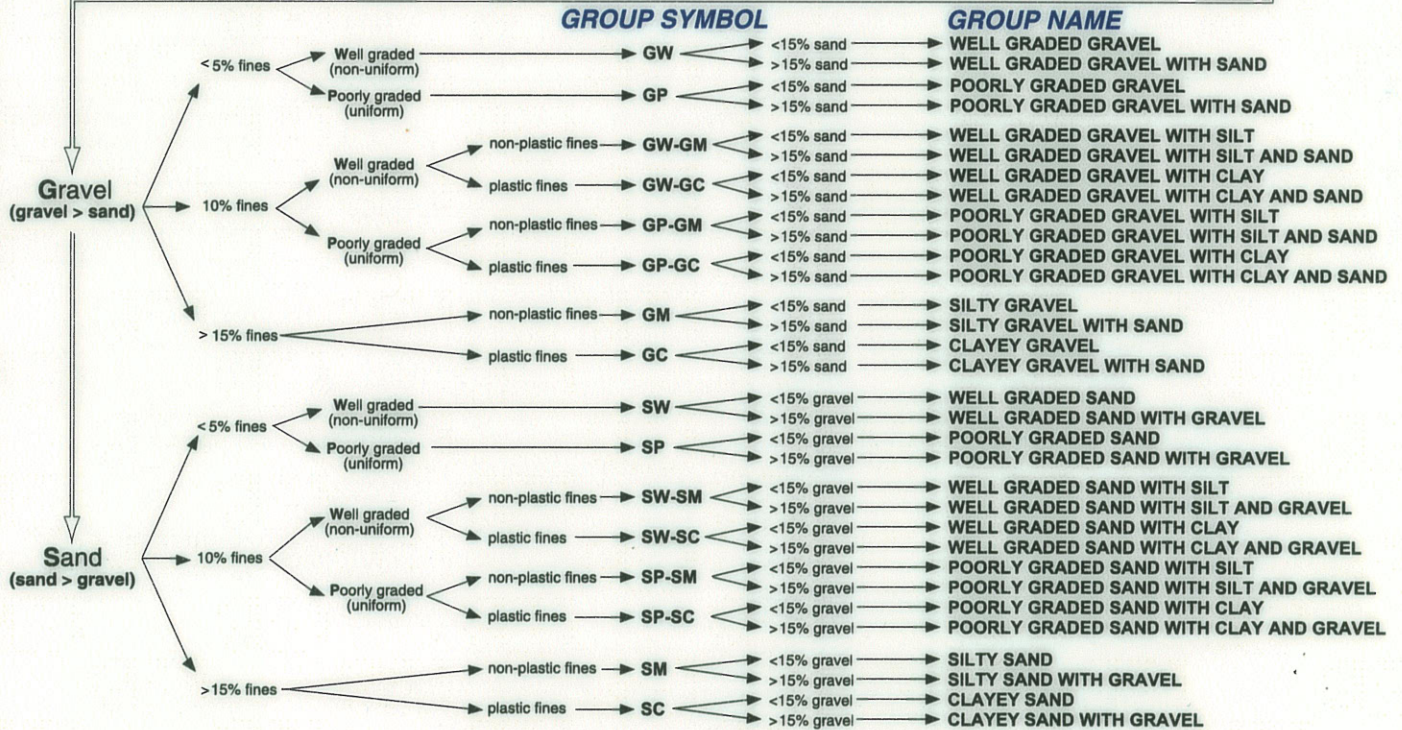 GROUP SYMBOL GROUP NAME
< 5% fines
Well graded
(non-uniform)
GW
<15% sand WELL GRADED GRAVEL
>15% sand WELL GRADED GRAVEL WITH SAND
Poorly graded
(uniform)
GP
<15% sand POORLY GRADED GRAVEL
>15% sand POORLY GRADED GRAVEL WITH SAND
Gravel
(gravel > sand)
10% fines
Well graded
(non-uniform)
non-plastic fines GW-GM
<15% sand WELL GRADED GRAVEL WITH SILT
>15% sand WELL GRADED GRAVEL WITH SILT AND SAND
plastic fines GW-GC
<15% sand WELL GRADED GRAVEL WITH CLAY
>15% sand WELL GRADED GRAVEL WITH CLAY AND SAND
Poorly graded
(uniform)
non-plastic fines GP-GM
<15% sand POORLY GRADED GRAVEL WITH SILT
>15% sand POORLY GRADED GRAVEL WITH SILT AND SAND
plastic fines GP-GC
<15% sand POORLY GRADED GRAVEL WITH CLAY
>15% sand POORLY GRADED GRAVEL WITH CLAY AND SAND
> 15% fines
non-plastic fines GM
<15% sand SILTY GRAVEL
>15% sand SILTY GRAVEL WITH SAND
plastic fines GC
<15% sand CLAYEY GRAVEL
>15% sand CLAYEY GRAVEL WITH SAND
< 5% fines
Well graded
(non-uniform)
SW
<15% gravel WELL GRADED SAND
>15% gravel WELL GRADED SAND WITH GRAVEL
Poorly graded
(uniform)
SP
<15% gravel POORLY GRADED SAND
>15% gravel POORLY GRADED SAND WITH GRAVEL
Sand
(sand > gravel)
10% fines
Well graded
(non-uniform)
non-plastic fines SW-SM
<15% gravel WELL GRADED SAND WITH SILT
>15% gravel WELL GRADED SAND WITH SILT AND GRAVEL
plastic fines SW-SC
<15% gravel WELL GRADED SAND WITH CLAY
>15% gravel WELL GRADED SAND WITH CLAY AND GRAVEL
Poorly graded
(uniform)
non-plastic fines SP-SM
<15% gravel POORLY GRADED SAND WITH SILT
>15% gravel POORLY GRADED SAND WITH SILT AND GRAVEL
plastic fines SP-SC
<15% gravel POORLY GRADED SAND WITH CLAY
>15% gravel POORLY GRADED SAND WITH CLAY AND GRAVEL
>15% fines
non-plastic fines SM
<15% gravel SILTY SAND
>15% gravel SILTY SAND WITH GRAVEL
plastic fines SC
<15% gravel CLAYEY SAND
>15% gravel CLAYEY SAND WITH GRAVEL